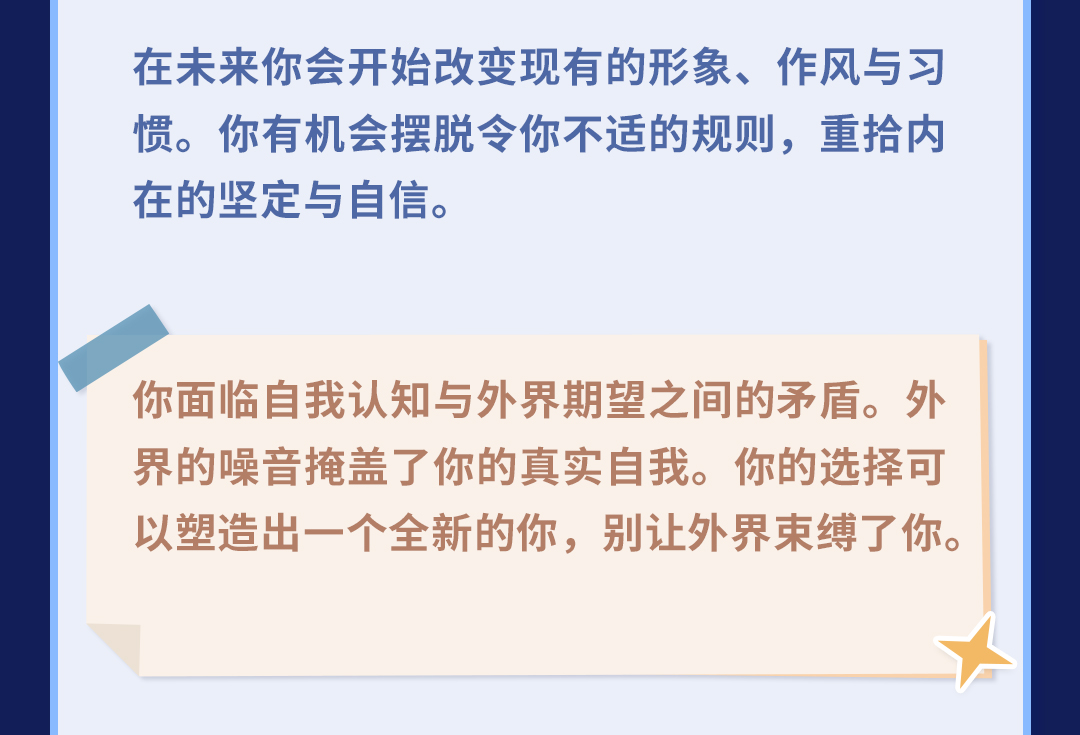 在未来你会开始改变现有的形象、作风与习
惯。你有机会摆脱令你不适的规则，重拾内
在的坚定与自信。
你面临自我认知与外界期望之间的矛盾。外
界的噪音掩盖了你的真实自我。你的选择可
以塑造出一个全新的你，别让外界束缚了你。